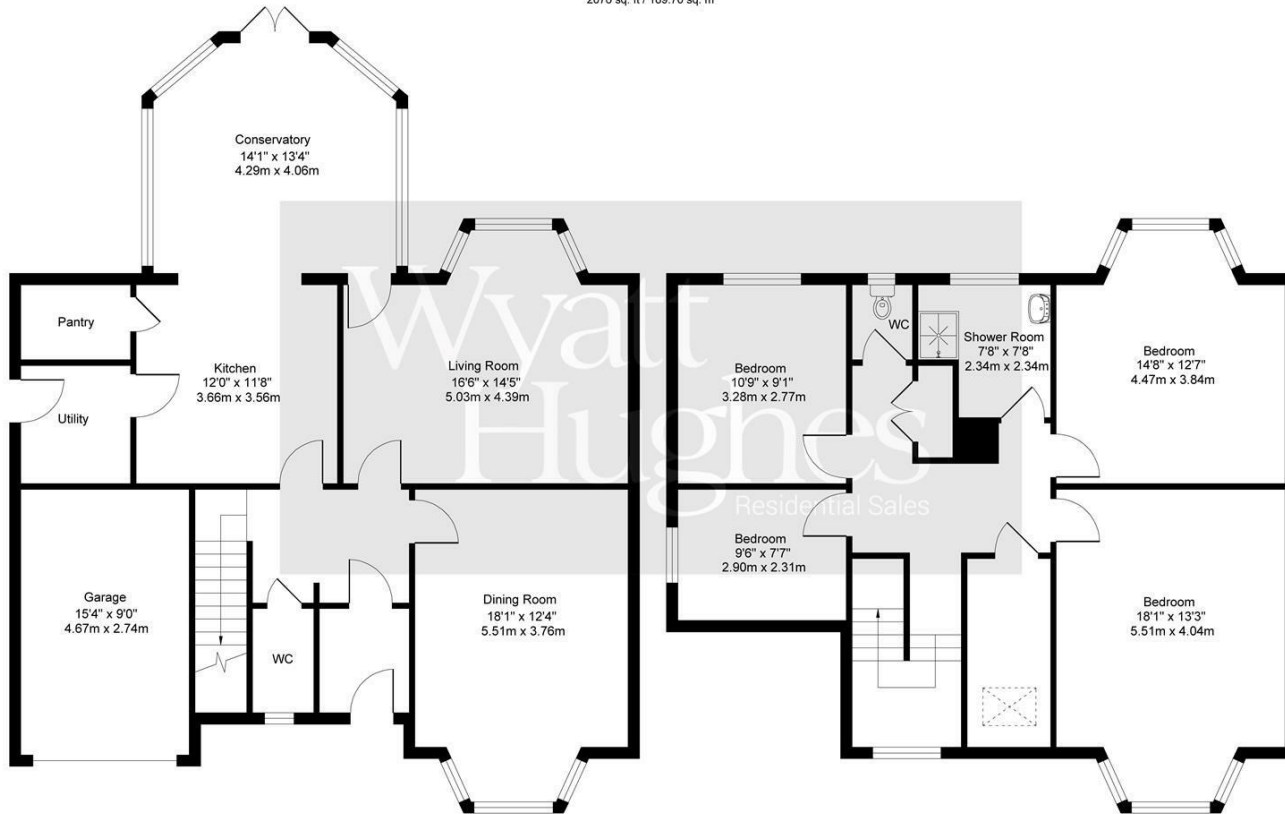 Conservatory
14'1" x 13'4"
4.29m x 4.06m
Pantry
Utility
Kitchen
12'0" x 11'8"
3.66m x 3.56m
Living Room
16'6" x 14'5"
5.03m x 4.39m
Garage
15'4" x 9'0"
4.67m x 2.74m
WC
Dining Room
18'1" x 12'4"
5.51m x 3.76m
Bedroom
10'9" x 9'1"
3.28m x 2.77m
WC
Shower Room
7'8" x 7'8"
2.34m x 2.34m
Bedroom
14'8" x 12'7"
4.47m x 3.84m
Bedroom
9'6" x 7'7"
2.90m x 2.31m
Bedroom
18'1" x 13'3"
5.51m x 4.04m
Wyatt
Hughes
Residential Sales